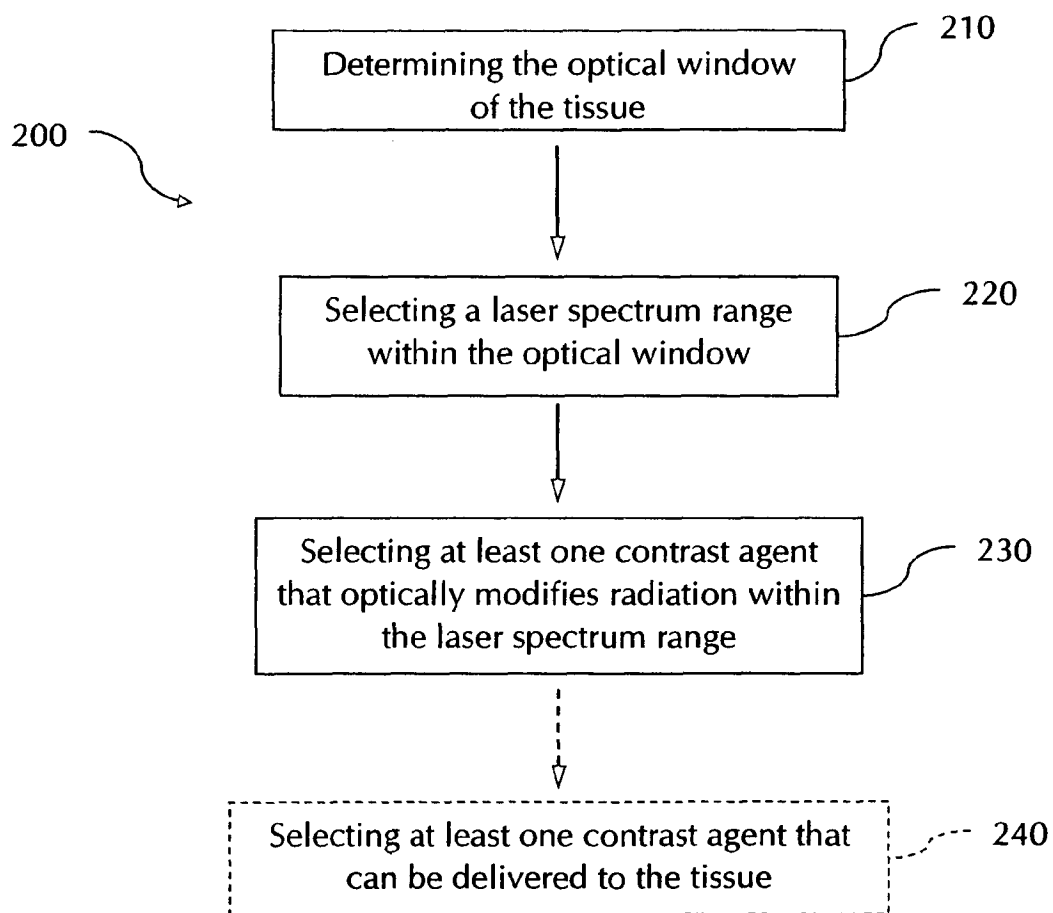 210
Determining the optical window
of the tissue
200
220
Selecting a laser spectrum range
within the optical window
230
Selecting at least one contrast agent
that optically modifies radiation within
the laser spectrum range
240
Selecting at least one contrast agent that
can be delivered to the tissue